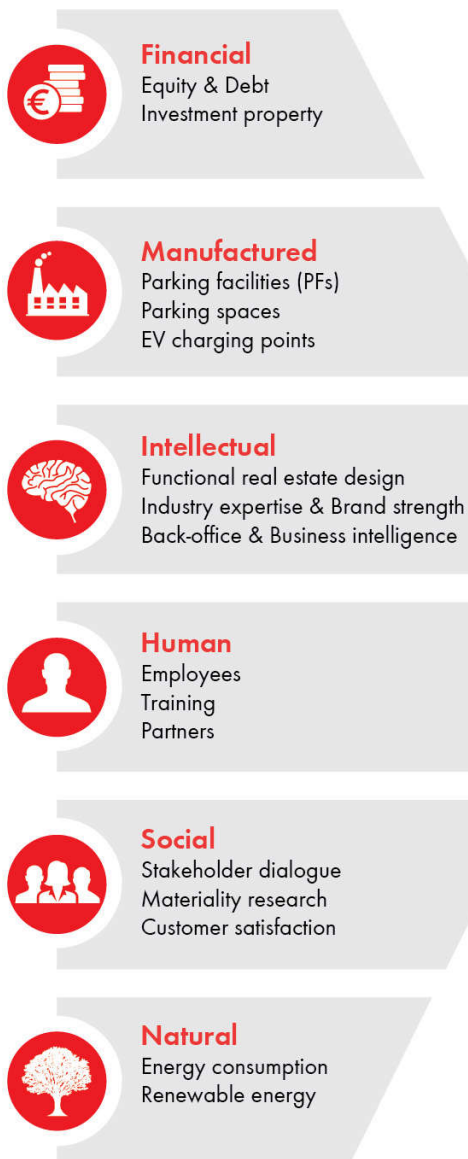 Financial
Equity & Debt
Investment property
Manufactured
Parking facilities (PFs)
Parking spaces
EV charging points
Intellectual
Functional real estate design
Industry expertise & Brand strength
Back-office & Business intelligence
Human
Employees
Training
Partners
Social
Stakeholder dialogue
Materiality research
Customer satisfaction
Natural
Energy consumption
Renewable energy